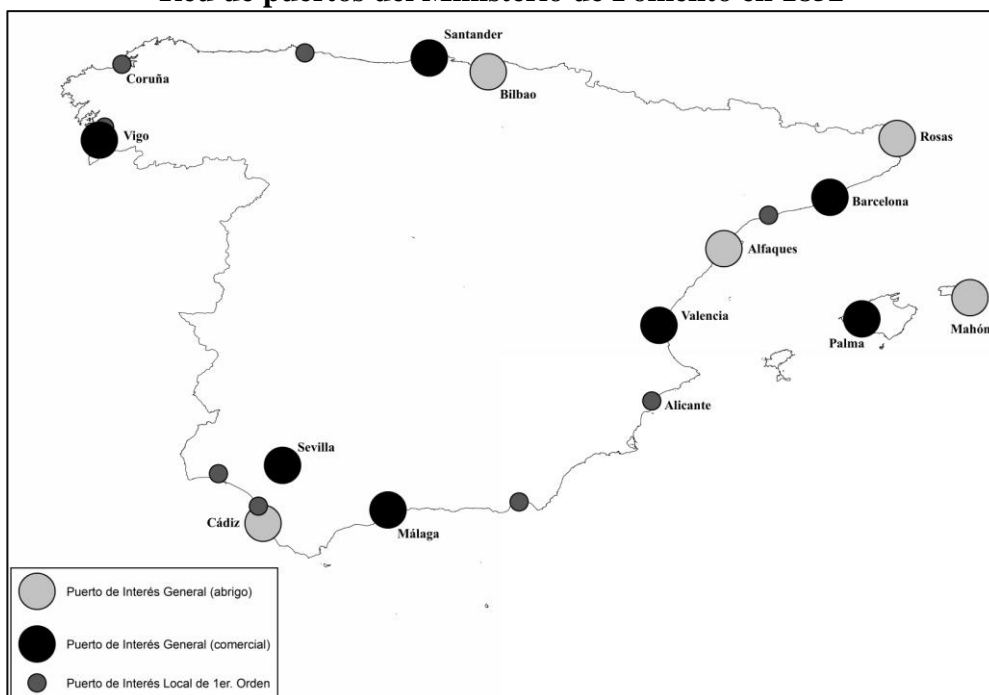 Red de puertos del Ministerio de Fomento en 1852
Santander
Coruña
Bilbao
Vigo
Rosas
Barcelona
Alfaques
Valencia
Palma
Mahón
Alicante
Sevilla
Cádiz
Málaga
Puerto de Interés General (abrigo)
Puerto de Interés General (comercial)
Puerto de Interés Local de 1er. Orden